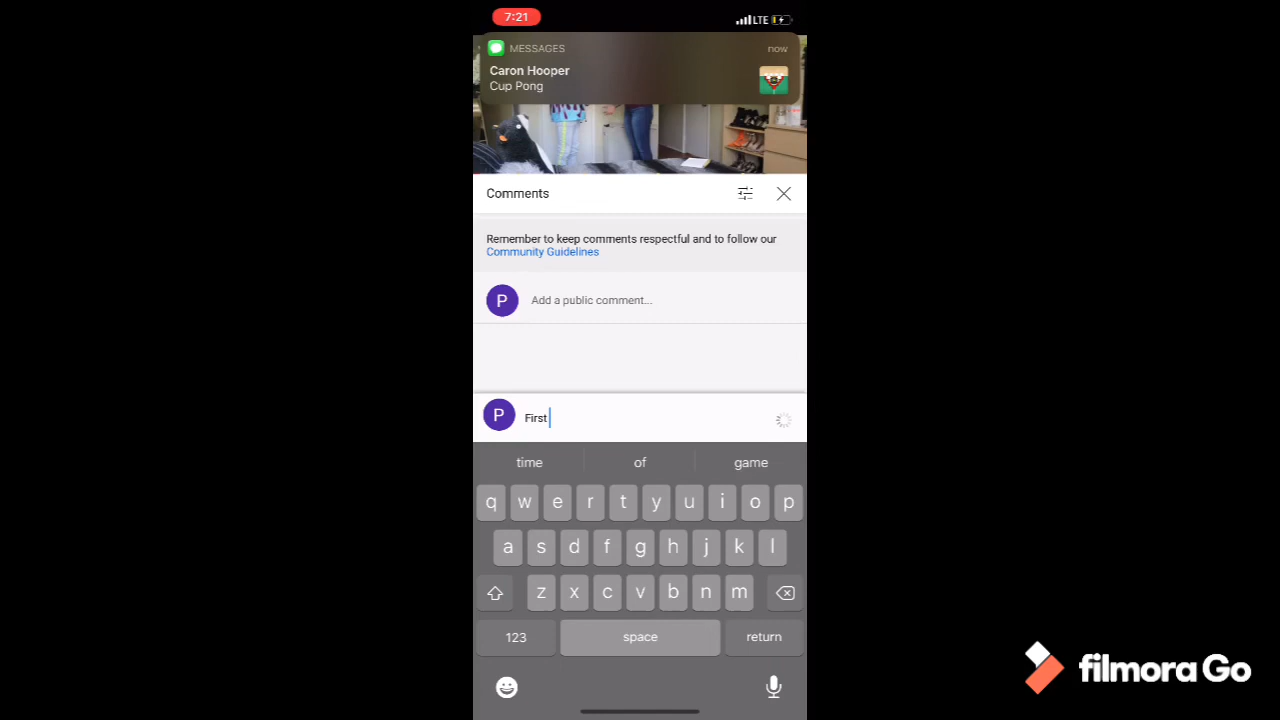 7:21
LTE
MESSAGES
now
Caron Hooper
Cup Pong
Comments
Remember to keep comments respectful and to follow our
Community Guidelines
P
Add a public comment...
P
First
time
of
game
q w e r t y u i o p
a s d f g h j k l
z x c v b n m
123
space
return
filmora Go